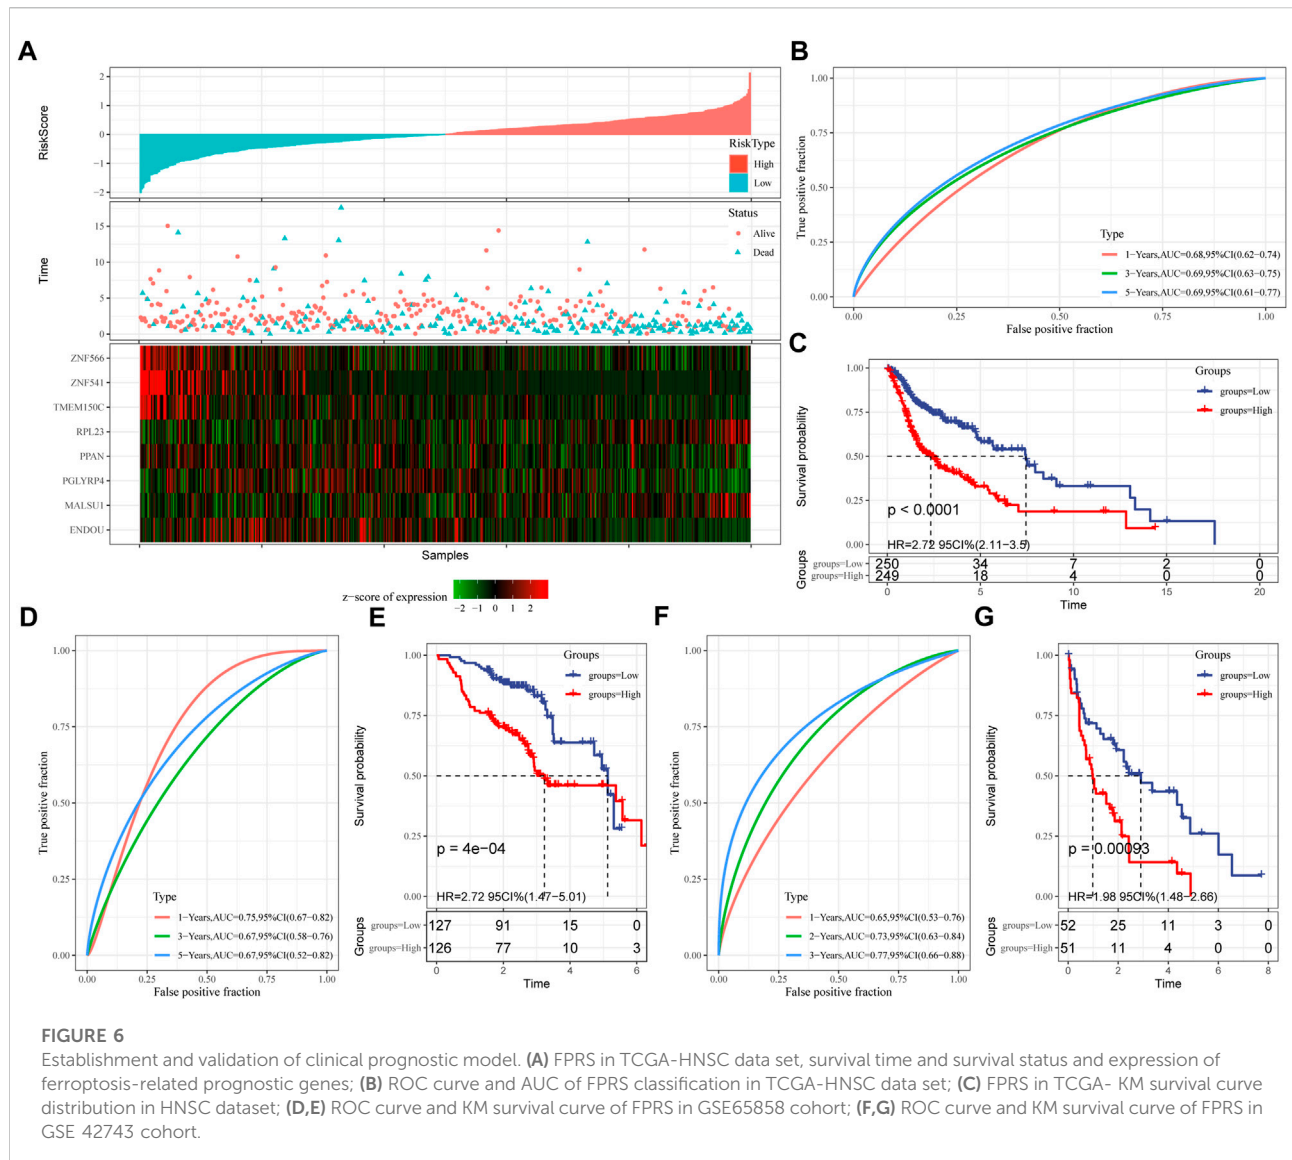 A
RiskScore
2
1
0
−1
−2
RiskType
High
Low
Time
15
10
5
0
Status
Alive
Dead
ZNF566
ZNF541
TMEM150C
RPL23
PPAN
PGLYRP4
MALSU1
ENDOU
Samples
z−score of expression
−2 −1 0 1 2
B
True positive fraction
1.00
0.75
0.50
0.25
0.00
Type
1−Years,AUC=0.68,95%CI(0.62−0.74)
3−Years,AUC=0.69,95%CI(0.63−0.75)
5−Years,AUC=0.69,95%CI(0.61−0.77)
0.00 0.25 0.50 0.75 1.00
False positive fraction
C
Survival probability
1.00
0.75
0.50
0.25
0.00
Groups
groups=Low
groups=High
p < 0.0001
HR=2.72 95CI%(2.11−3.5)
Groups
groups=Low 250 34 7 2 0
groups=High 249 18 4 0 0
0 5 10 15 20
Time
D
True positive fraction
1.00
0.75
0.50
0.25
0.00
Type
1−Years,AUC=0.75,95%CI(0.67−0.82)
3−Years,AUC=0.67,95%CI(0.58−0.76)
5−Years,AUC=0.67,95%CI(0.52−0.82)
0.00 0.25 0.50 0.75 1.00
False positive fraction
E
Survival probability
1.00
0.75
0.50
0.25
0.00
Groups
groups=Low
groups=High
p = 4e−04
HR=2.72 95CI%(1.47−5.01)
Groups
groups=Low 127 91 15 0
groups=High 126 77 10 3
0 2 4 6
Time
F
True positive fraction
1.00
0.75
0.50
0.25
0.00
Type
1−Years,AUC=0.65,95%CI(0.53−0.76)
2−Years,AUC=0.73,95%CI(0.63−0.84)
3−Years,AUC=0.77,95%CI(0.66−0.88)
0.00 0.25 0.50 0.75 1.00
False positive fraction
G
Survival probability
1.00
0.75
0.50
0.25
0.00
Groups
groups=Low
groups=High
p = 0.00093
HR=1.98 95CI%(1.48−2.66)
Groups
groups=Low 52 25 11 3 0
groups=High 51 11 4 0 0
0 2 4 6 8
Time
FIGURE 6
Establishment and validation of clinical prognostic model. (A) FPRS in TCGA-HNSC data set, survival time and survival status and expression of
ferroptosis-related prognostic genes; (B) ROC curve and AUC of FPRS classification in TCGA-HNSC data set; (C) FPRS in TCGA- KM survival curve
distribution in HNSC dataset; (D,E) ROC curve and KM survival curve of FPRS in GSE65858 cohort; (F,G) ROC curve and KM survival curve of FPRS in
GSE 42743 cohort.